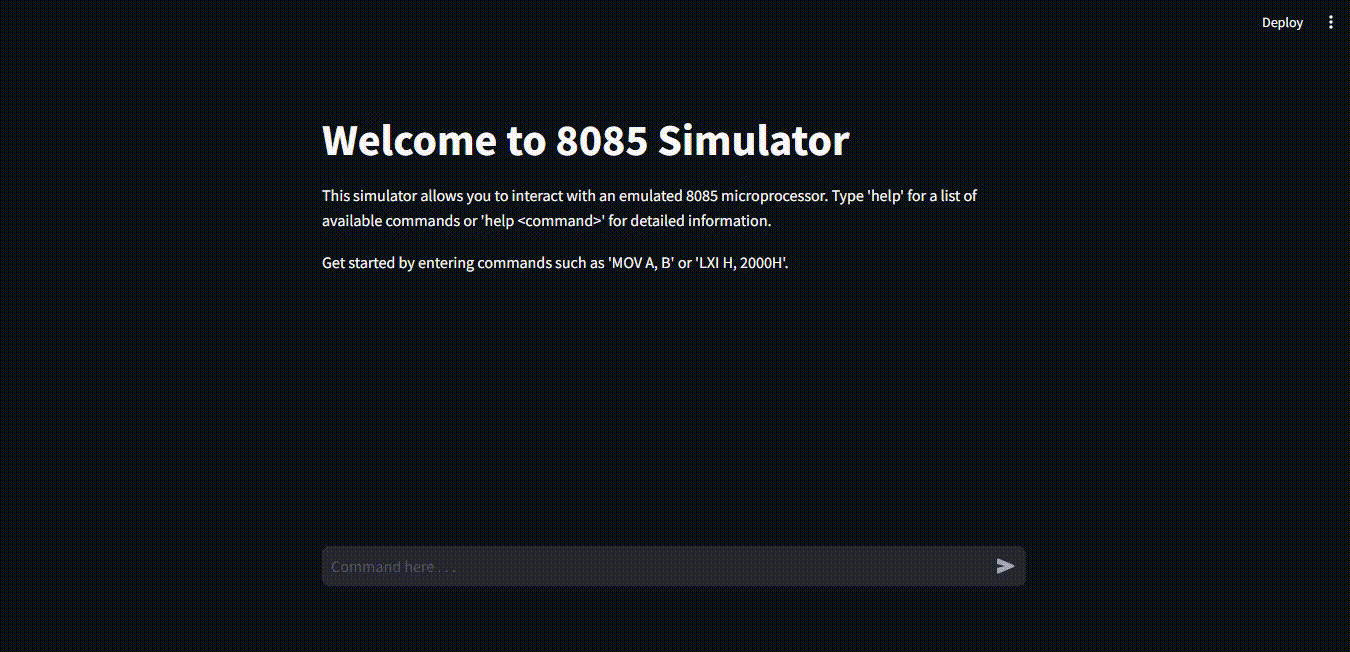 Deploy
Welcome to 8085 Simulator
This simulator allows you to interact with an emulated 8085 microprocessor. Type 'help' for a list of
available commands or 'help <command>' for detailed information.
Get started by entering commands such as 'MOV A, B' or 'LXI H, 2000H'.
Command here . . .